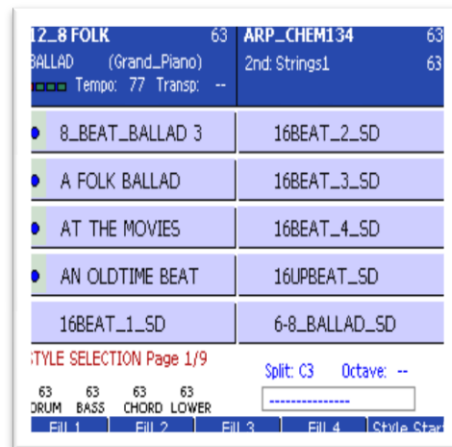 12_8 FOLK 63 ARP_CHEM134 63
BALLAD (Grand_Piano) 2nd: Strings1 63
Tempo: 77 Transp: --
8_BEAT_BALLAD 3 16BEAT_2_SD
A FOLK BALLAD 16BEAT_3_SD
AT THE MOVIES 16BEAT_4_SD
AN OLDTIME BEAT 16UPBEAT_SD
16BEAT_1_SD 6-8_BALLAD_SD
STYLE SELECTION Page 1/9
Split: C3 Octave: --
63 63 63 63
DRUM BASS CHORD LOWER
---------------
Fill 1 Fill 2 Fill 3 Fill 4 Style Star